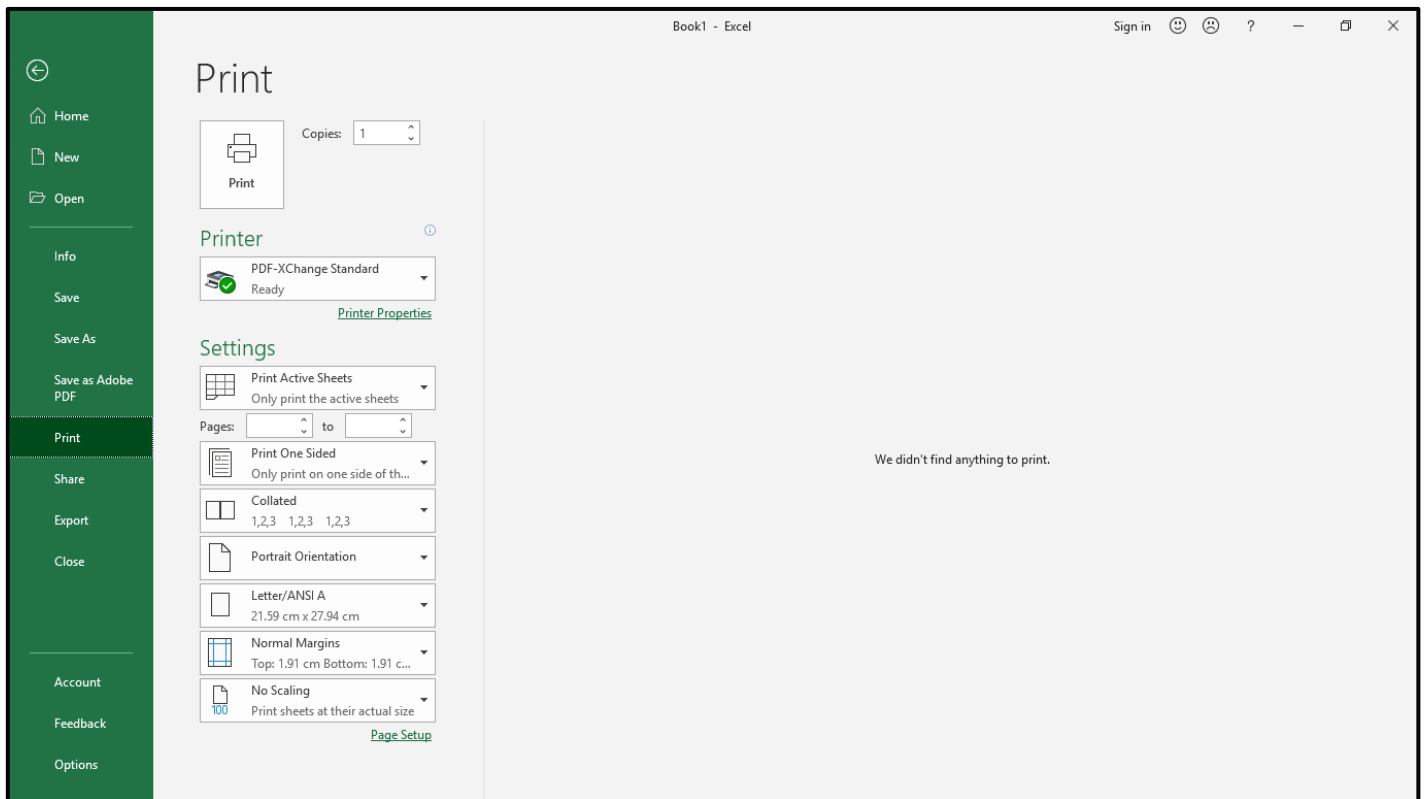 Book1 - Excel
Sign in
?
Home
New
Open
Info
Save
Save As
Save as Adobe
PDF
Print
Share
Export
Close
Account
Feedback
Options
Print
Print
Copies: 1
Printer
PDF-XChange Standard
Ready
Printer Properties
Settings
Print Active Sheets
Only print the active sheets
Pages: to
Print One Sided
Only print on one side of th...
Collated
1,2,3 1,2,3 1,2,3
Portrait Orientation
Letter/ANSI A
21.59 cm x 27.94 cm
Normal Margins
Top: 1.91 cm Bottom: 1.91 c...
No Scaling
100
Print sheets at their actual size
Page Setup
We didn't find anything to print.